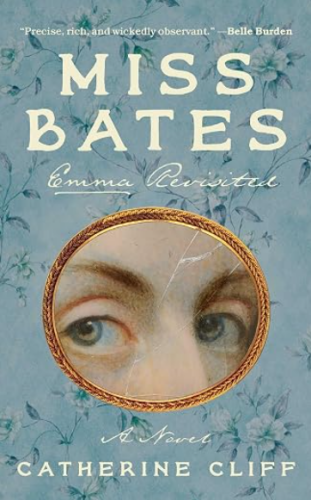 “Precise, rich, and wickedly observant.” —Belle Burden
MISS
BATES
Emma Revisited
A Novel
CATHERINE CLIFF